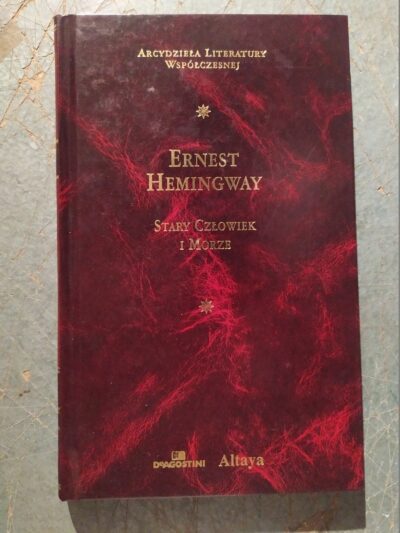 Arcydzieła Literatury
Współczesnej
Ernest
Hemingway
Stary Człowiek
i Morze
DeAGOSTINI Altaya